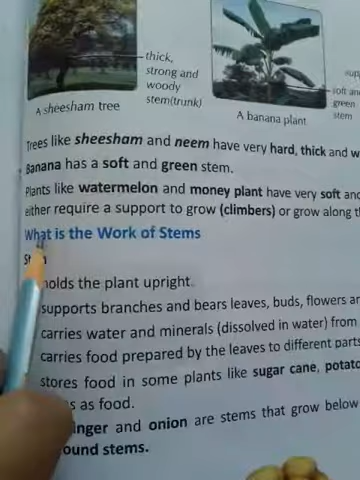 thick,
strong and
woody
stem(trunk)
A sheesham tree
soft and
green
stem
A banana plant
Trees like sheesham and neem have very hard, thick and
Banana has a soft and green stem.
Plants like watermelon and money plant have very soft and
either require a support to grow (climbers) or grow along
What is the Work of Stems
holds the plant upright.
supports branches and bears leaves, buds, flowers
carries water and minerals (dissolved in water) from
carries food prepared by the leaves to different parts
stores food in some plants like sugar cane,
as food.
and onion are stems that grow below
stems.